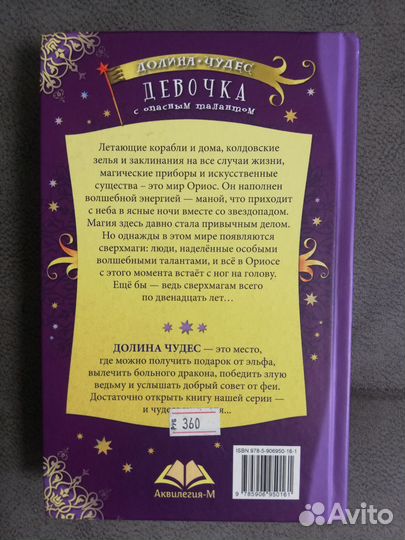 ДОЛИНА·ЧУДЕС
ДЕВОЧКА
с опасным талантом
Летающие корабли и дома, колдовские
зелья и заклинания на все случаи жизни,
магические приборы и искусственные
существа – это мир Ориос. Он наполнен
волшебной энергией — маной, что приходит
с неба в ясные ночи вместе со звездопадом.
Магия здесь давно стала привычным делом.
Но однажды в этом мире появляются
сверхмаги: люди, наделённые особыми
волшебными талантами, и всё в Ориосе
с этого момента встаёт с ног на голову.
Ещё бы — ведь сверхмагам всего
по двенадцать лет…
ДОЛИНА ЧУДЕС — это место,
где можно получить подарок от эльфа,
вылечить больного дракона, победить злую
ведьму и услышать добрый совет от феи.
Достаточно открыть книгу нашей серии —
и
РУБ 360
Аквилегия-М
ISBN 978-5-906950-16-1
9 785906 950161
Avito